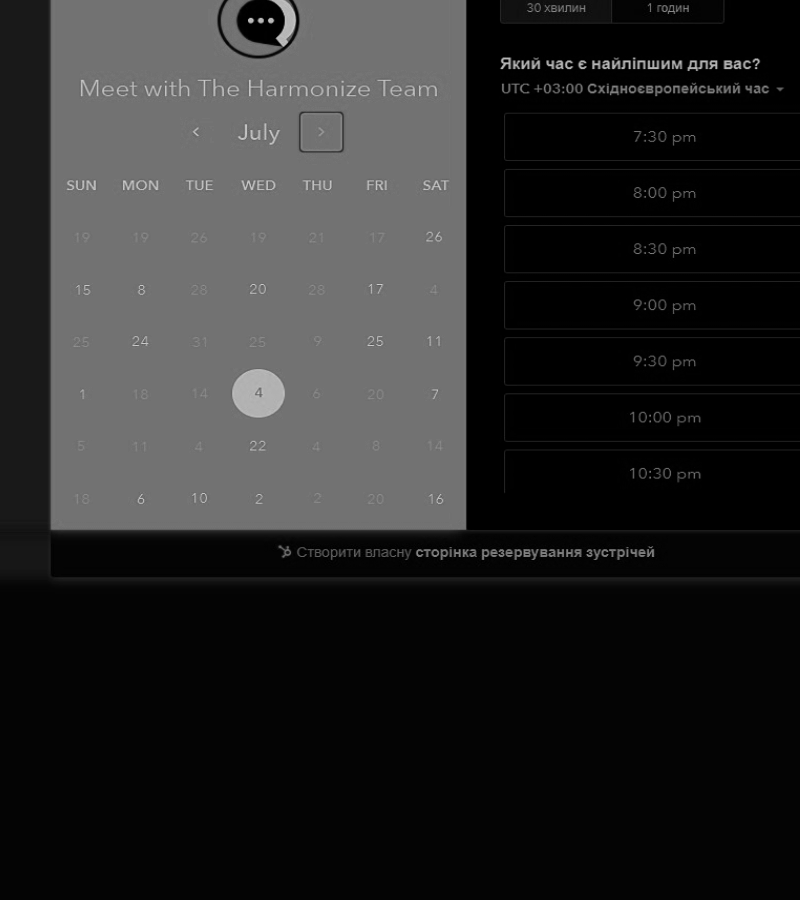 30 хвилин 1 годин
Meet with The Harmonize Team
July
SUN MON TUE WED THU FRI SAT
19 19 26 19 21 17 26
15 8 28 20 28 17 4
25 24 31 25 9 25 11
1 18 14 4 6 20 7
5 11 4 22 4 8 14
18 6 10 2 2 20 16
Який час є найліпшим для вас?
UTC +03:00 Східноєвропейський час
7:30 pm
8:00 pm
8:30 pm
9:00 pm
9:30 pm
10:00 pm
10:30 pm
Створити власну сторінка резервування зустрічей